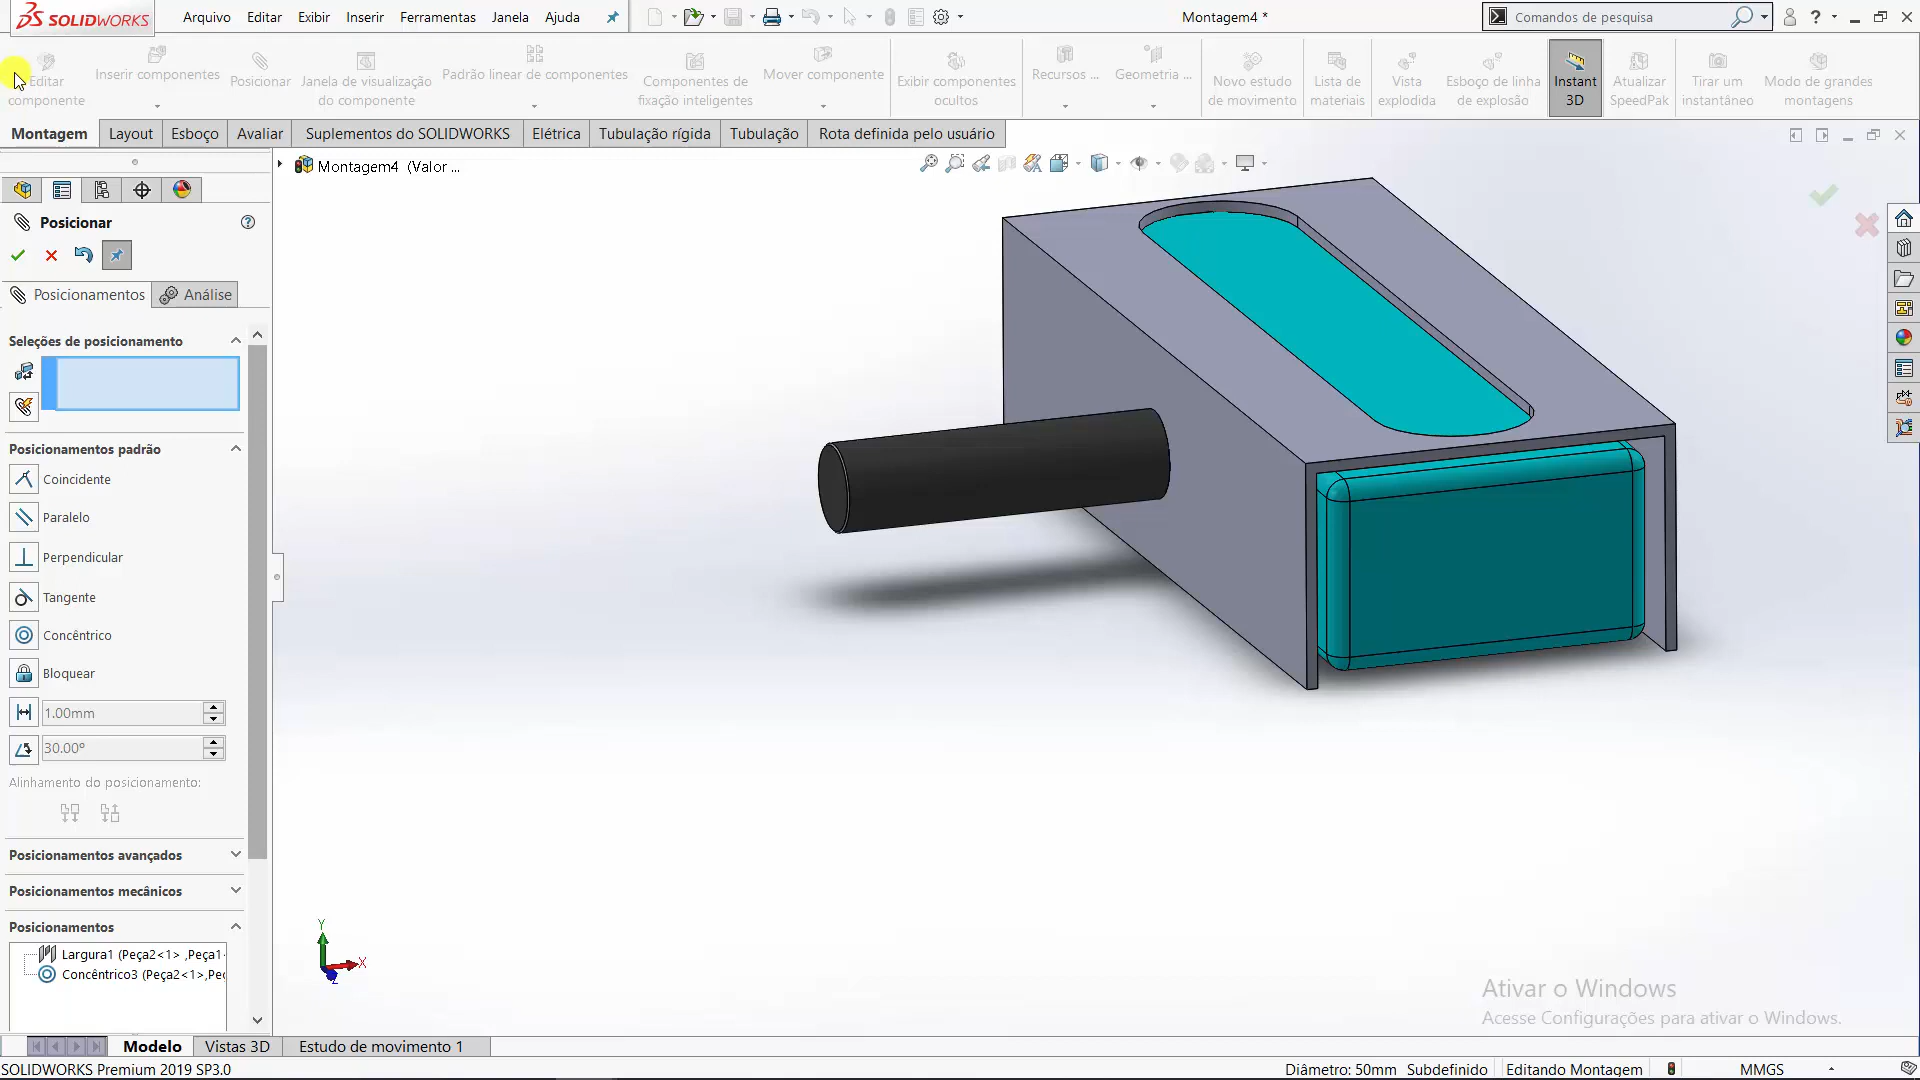 SOLIDWORKS Arquivo Editar Exibir Inserir Ferramentas Janela Ajuda Montagem4 * Comandos de pesquisa
Editar componente
Inserir componentes
Posicionar
Janela de visualização do componente
Padrão linear de componentes
Componentes de fixação inteligentes
Mover componente
Exibir componentes ocultos
Recursos ...
Geometria ...
Novo estudo de movimento
Lista de materiais
Vista explodida
Esboço de linha de explosão
Instant 3D
Atualizar SpeedPak
Tirar um instantâneo
Modo de grandes montagens
Montagem Layout Esboço Avaliar Suplementos do SOLIDWORKS Elétrica Tubulação rígida Tubulação Rota definida pelo usuário
Montagem4 (Valor ...
Posicionar
Posicionamentos Análise
Seleções de posicionamento
Posicionamentos padrão
Coincidente
Paralelo
Perpendicular
Tangente
Concêntrico
Bloquear
1.00mm
30.00°
Alinhamento do posicionamento:
Posicionamentos avançados
Posicionamentos mecânicos
Posicionamentos
Largura1 (Peça2<1> ,Peça1
Concêntrico3 (Peça2<1>,Peç
Y
X
Z
Ativar o Windows
Acesse Configurações para ativar o Windows.
Modelo Vistas 3D Estudo de movimento 1
SOLIDWORKS Premium 2019 SP3.0 Diâmetro: 50mm Subdefinido Editando Montagem MMGS